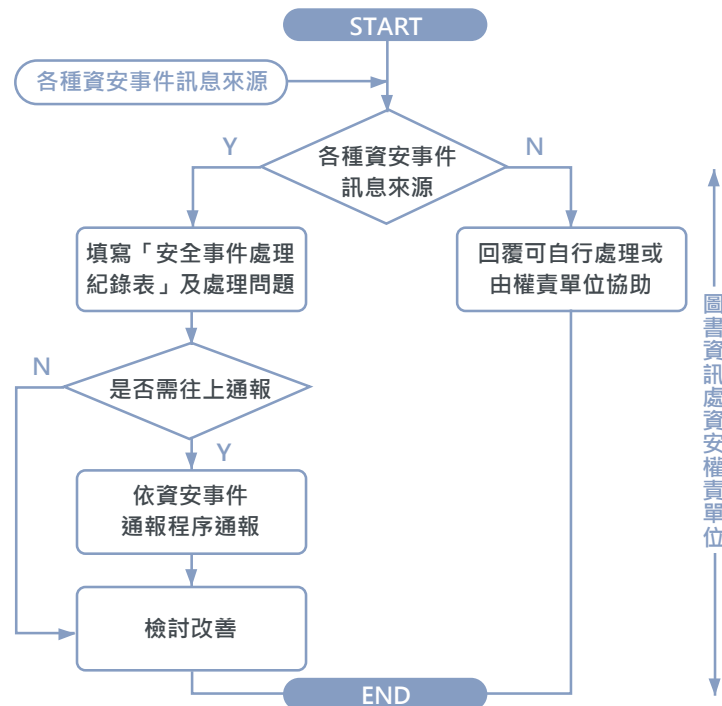 START
各種資安事件訊息來源
Y
各種資安事件
訊息來源
N
填寫「安全事件處理
紀錄表」及處理問題
回覆可自行處理或
由權責單位協助
N
是否需往上通報
Y
依資安事件
通報程序通報
檢討改善
END
圖書資訊處資安權責單位